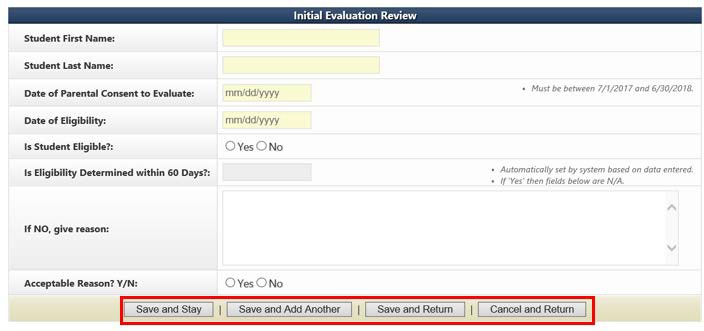 Initial Evaluation Review
Student First Name:
Student Last Name:
Date of Parental Consent to Evaluate: mm/dd/yyyy • Must be between 7/1/2017 and 6/30/2018.
Date of Eligibility: mm/dd/yyyy
Is Student Eligible?: Yes No
Is Eligibility Determined within 60 Days?: • Automatically set by system based on data entered.
• If 'Yes' then fields below are N/A.
If NO, give reason:
Acceptable Reason? Y/N: Yes No
Save and Stay | Save and Add Another | Save and Return | Cancel and Return